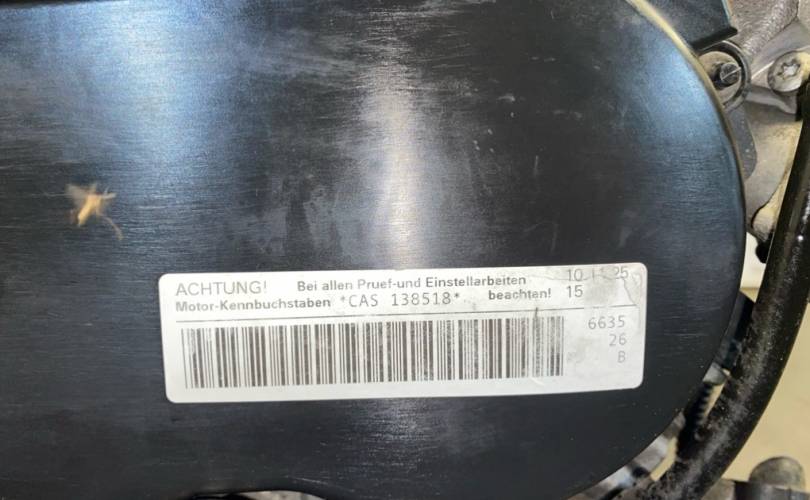 ACHTUNG! Bei allen Pruef-und Einstellarbeiten
Motor-Kennbuchstaben *CAS 138518* beachten! 15
6635
26
B